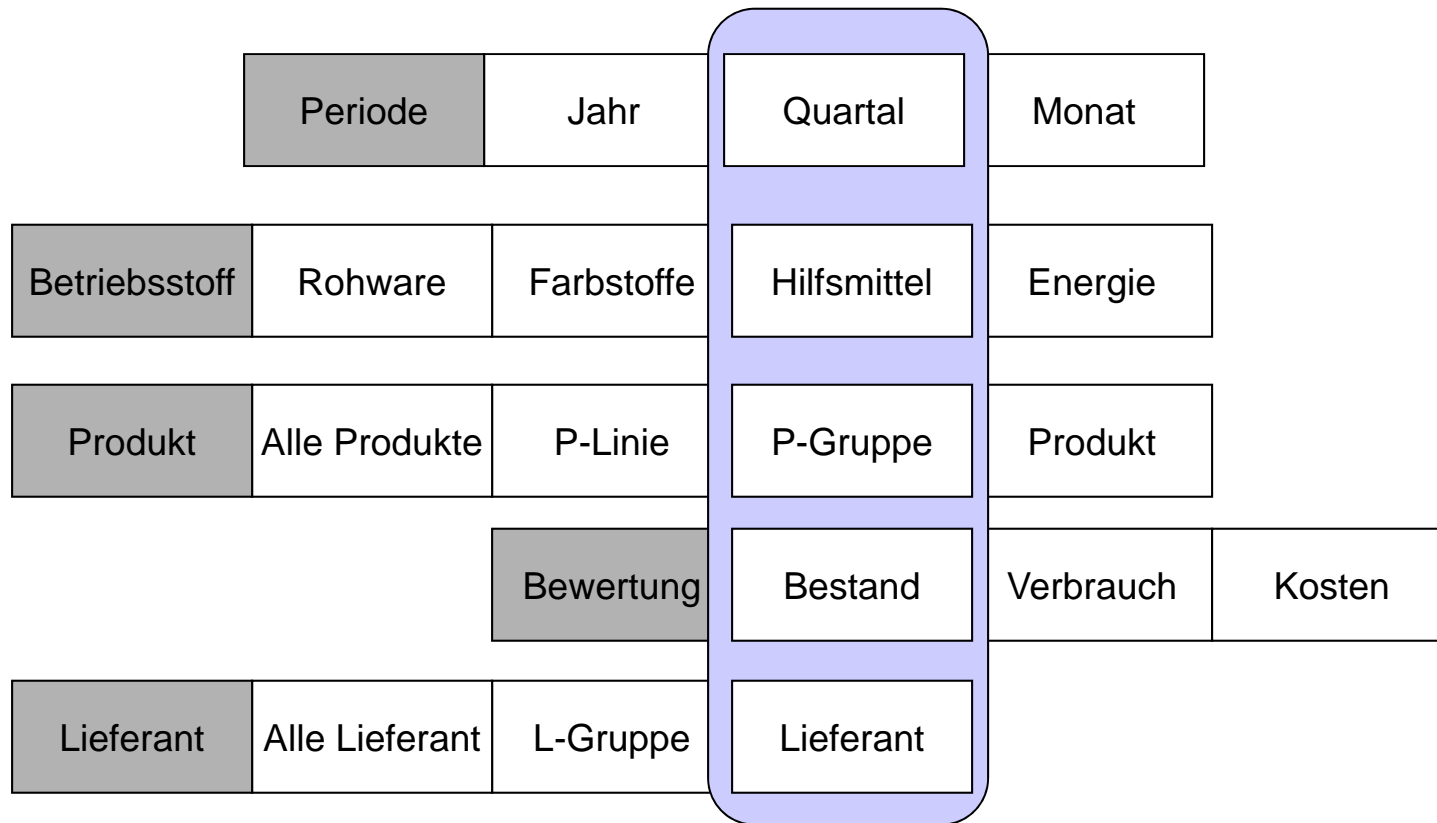 Periode Jahr Quartal Monat
Betriebsstoff Rohware Farbstoffe Hilfsmittel Energie
Produkt Alle Produkte P-Linie P-Gruppe Produkt
Bewertung Bestand Verbrauch Kosten
Lieferant Alle Lieferant L-Gruppe Lieferant